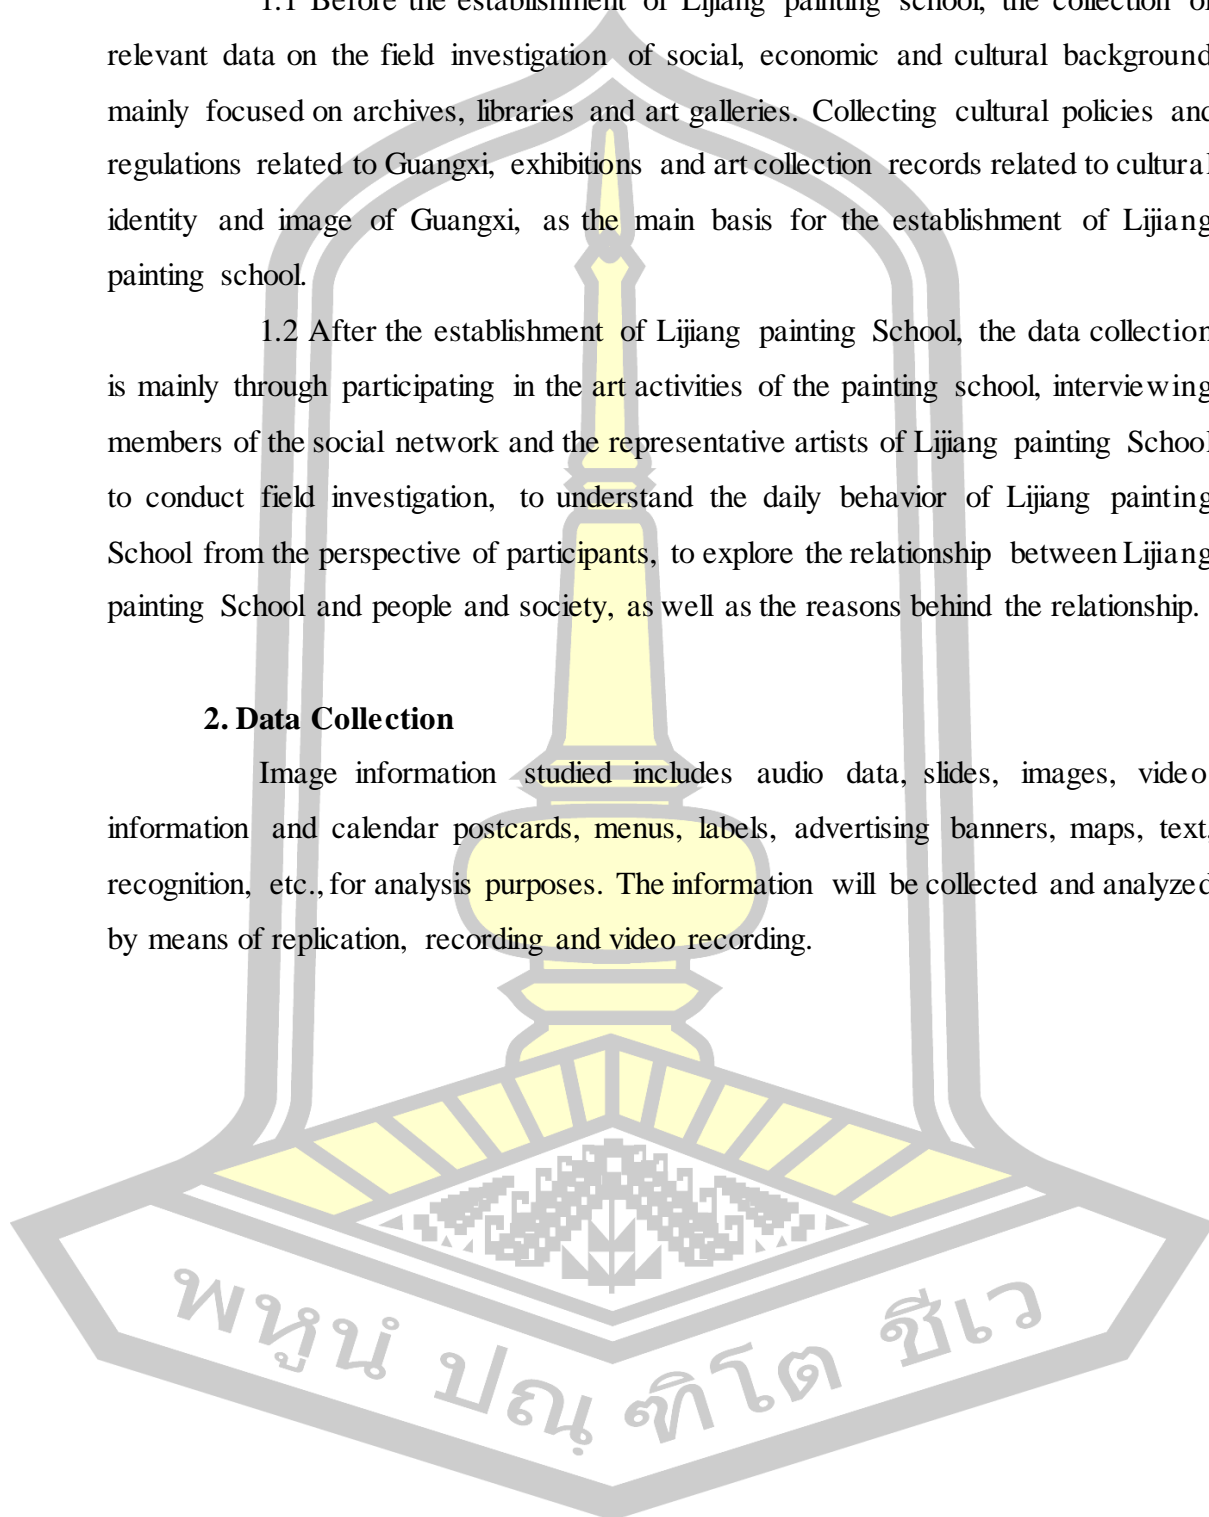 1.1 Before the establishment of Lijiang painting school, the collection of
relevant data on the field investigation of social, economic and cultural background
mainly focused on archives, libraries and art galleries. Collecting cultural policies and
regulations related to Guangxi, exhibitions and art collection records related to cultural
identity and image of Guangxi, as the main basis for the establishment of Lijiang
painting school.
1.2 After the establishment of Lijiang painting School, the data collection
is mainly through participating in the art activities of the painting school, interviewing
members of the social network and the representative artists of Lijiang painting School
to conduct field investigation, to understand the daily behavior of Lijiang painting
School from the perspective of participants, to explore the relationship between Lijiang
painting School and people and society, as well as the reasons behind the relationship.
2. Data Collection
Image information studied includes audio data, slides, images, video
information and calendar postcards, menus, labels, advertising banners, maps, text,
recognition, etc., for analysis purposes. The information will be collected and analyzed
by means of replication, recording and video recording.
พหูนํ ปณฺฑิโต ชีเว